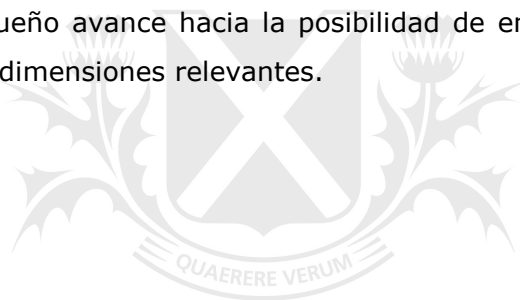 ueño avance hacia la posibilidad de en
dimensiones relevantes.
QUAERERE VERUM